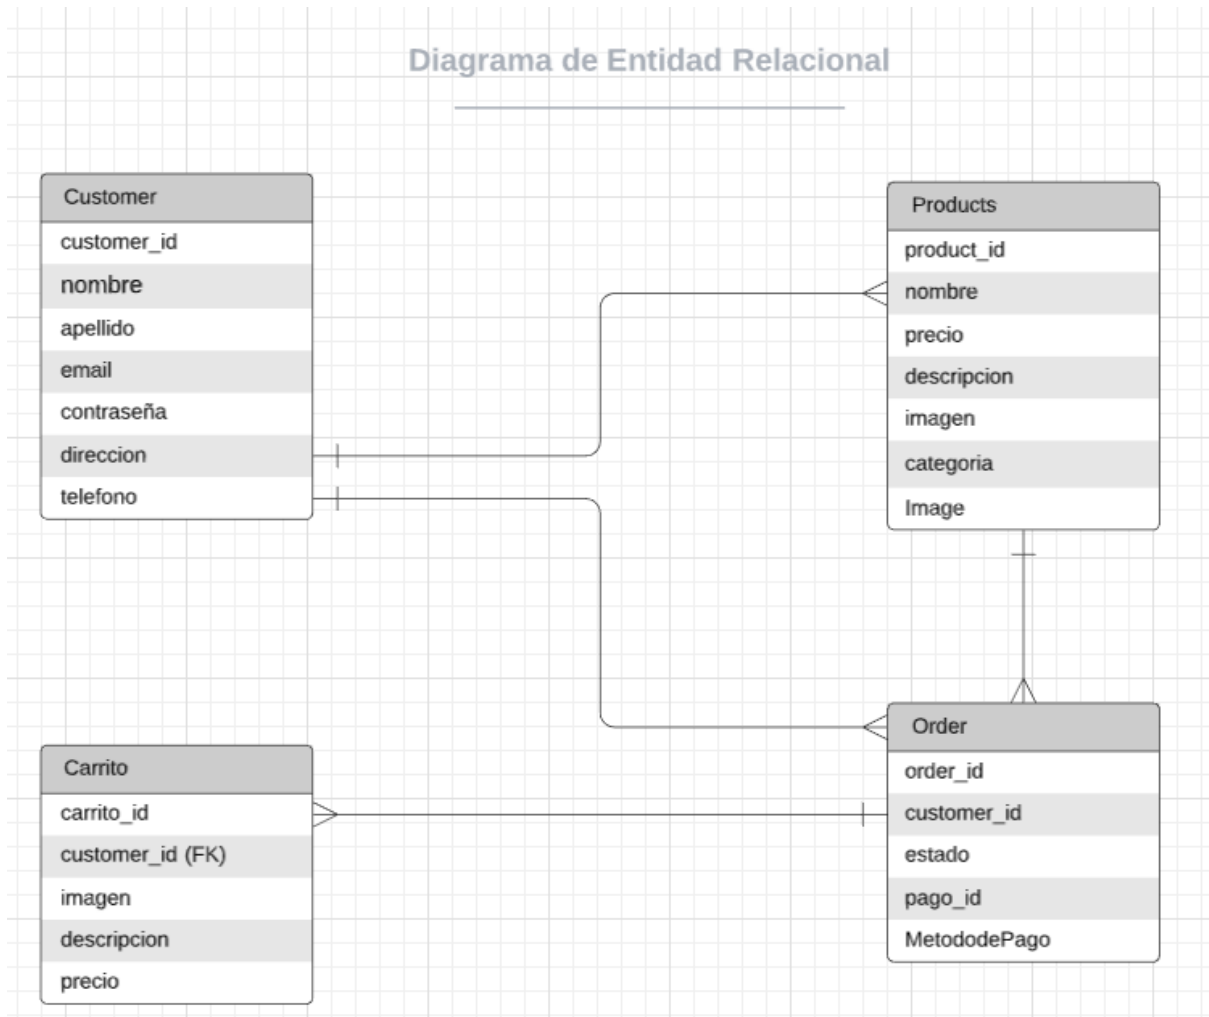 Diagrama de Entidad Relacional
Customer
customer_id
nombre
apellido
email
contraseña
direccion
telefono
Products
product_id
nombre
precio
descripcion
imagen
categoria
Image
Carrito
carrito_id
customer_id (FK)
imagen
descripcion
precio
Order
order_id
customer_id
estado
pago_id
MetododePago